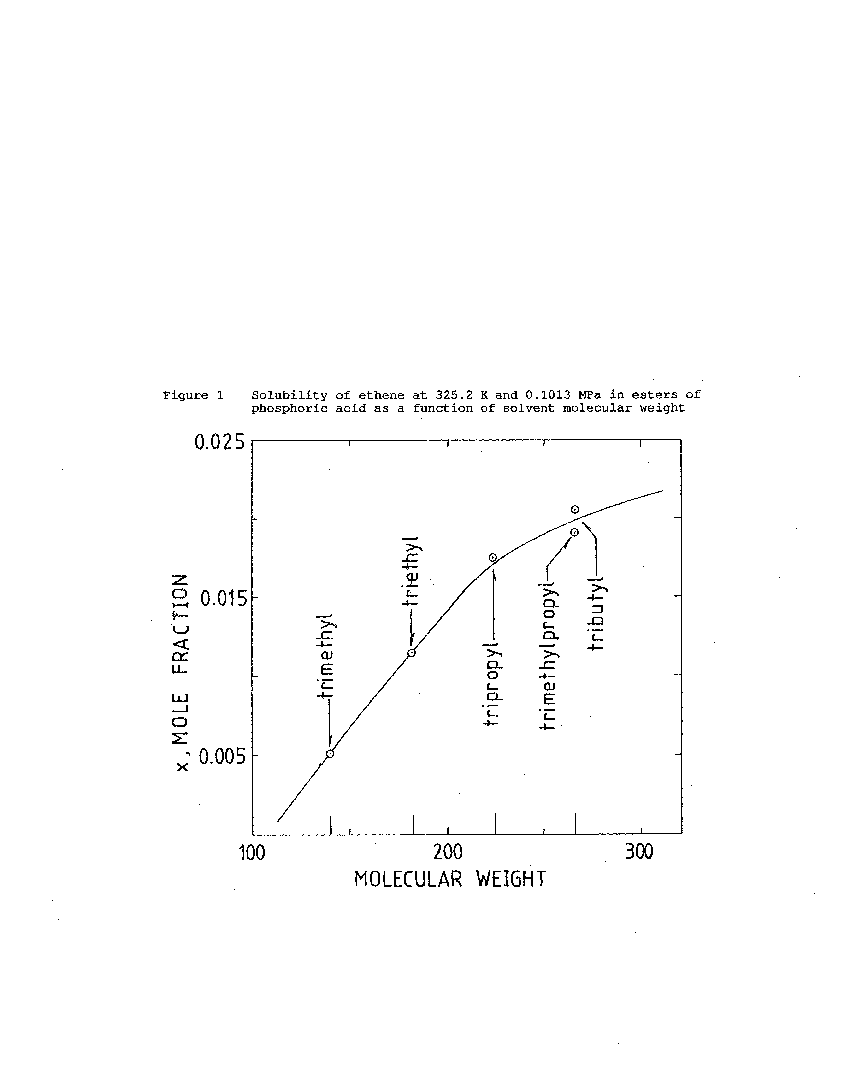 Figure 1 Solubility of ethene at 325.2 K and 0.1013 MPa in esters of
phosphoric acid as a function of solvent molecular weight
0.025
0.015
0.005
x, MOLE FRACTION
trimethyl
triethyl
tripropyl
trimethylpropyl
tributyl
100
200
300
MOLECULAR WEIGHT